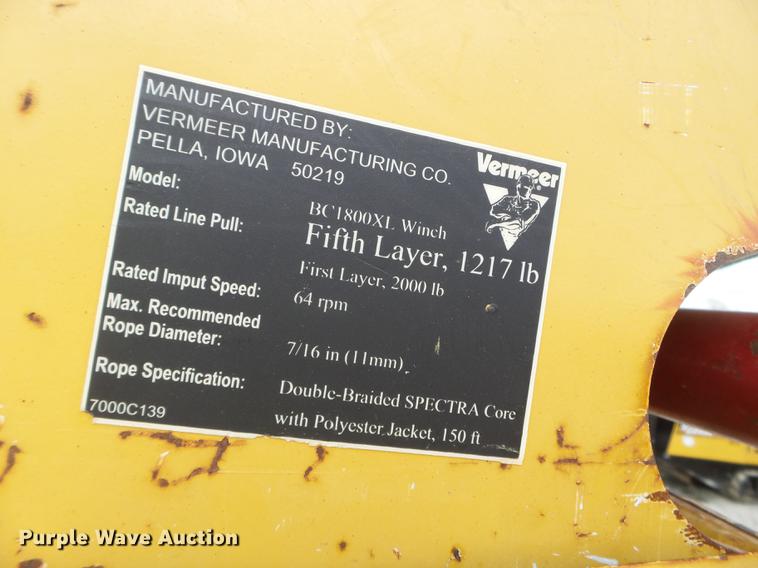 MANUFACTURED BY:
VERMEER MANUFACTURING CO.
PELLA, IOWA 50219
Vermeer
®
Model: BC1800XL Winch
Rated Line Pull: Fifth Layer, 1217 lb
First Layer, 2000 lb
Rated Imput Speed: 64 rpm
Max. Recommended
Rope Diameter: 7/16 in (11mm)
Rope Specification: Double-Braided SPECTRA Core
with Polyester Jacket, 150 ft
7000C139
Purple Wave Auction